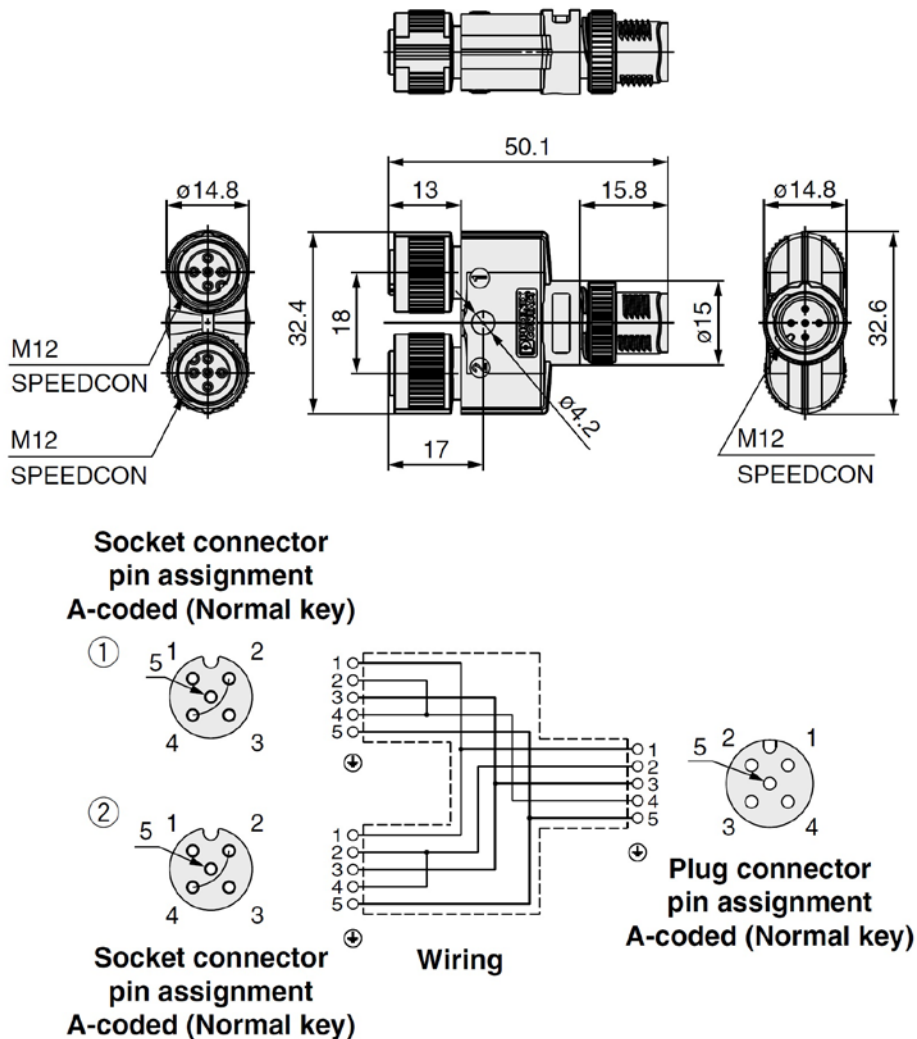 50.1
13
15.8
ø14.8
ø14.8
32.4
18
ø15
32.6
1
2
ø4.2
17
M12
SPEEDCON
M12
SPEEDCON
M12
SPEEDCON
Socket connector
pin assignment
A-coded (Normal key)
①
1
2
5
4
3
1
2
3
4
5
1
2
3
4
5
5
2
1
3
4
②
1
2
5
4
3
1
2
3
4
5
Plug connector
pin assignment
A-coded (Normal key)
Socket connector
pin assignment
A-coded (Normal key)
Wiring